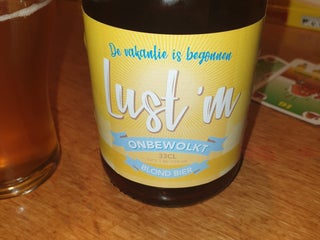 De vakantie is begonnen
Lust 'm
ONBEWOLKT
33CL
BLOND BIER